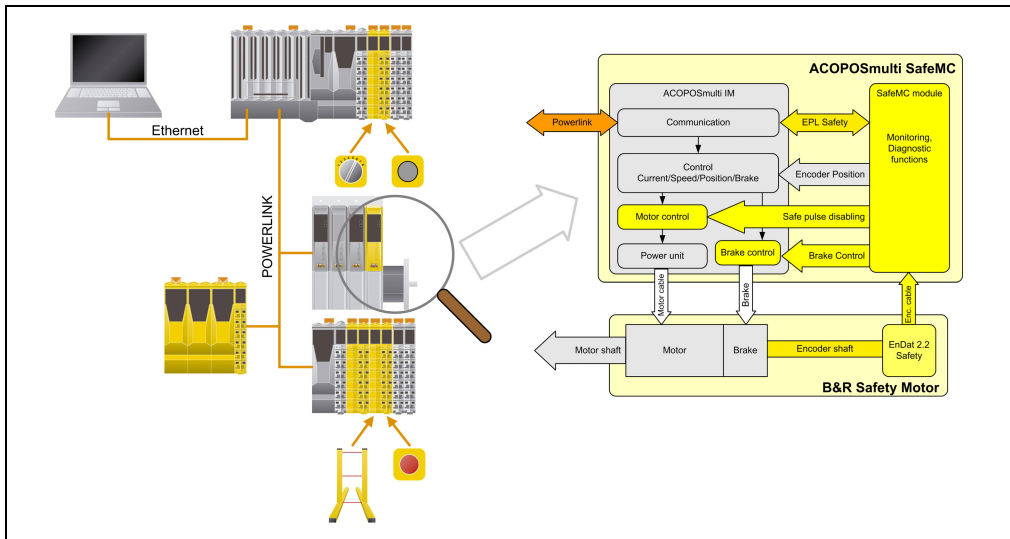 Ethernet
POWERLINK
ACOPOSmulti SafeMC
ACOPOSmulti IM
SafeMC module
Powerlink
Communication
EPL Safety
Monitoring,
Diagnostic
functions
Control
Current/Speed/Position/Brake
Encoder Position
Motor control
Safe pulse disabling
Power unit
Brake control
Brake Control
Motor cable
Brake
Enc. cable
Motor shaft
Motor
Brake
Encoder shaft
EnDat 2.2
Safety
B&R Safety Motor